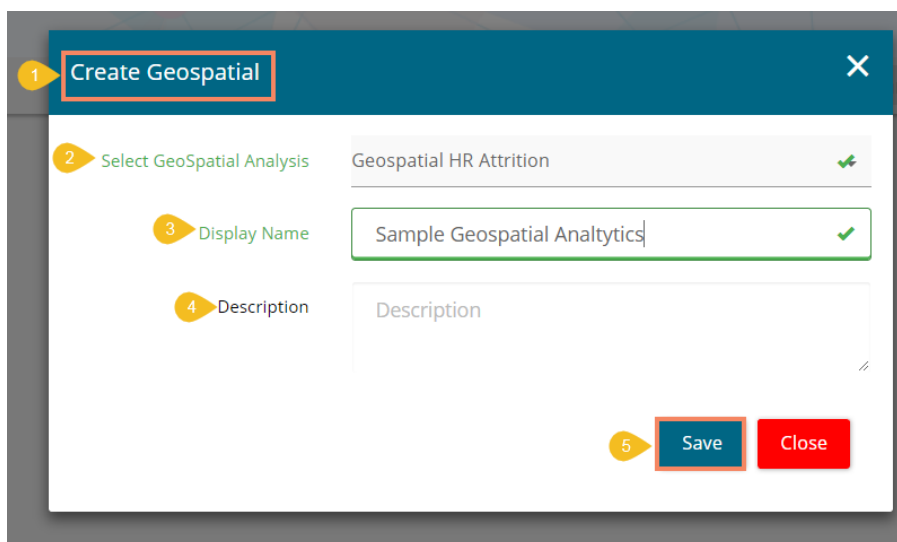 1 Create Geospatial
2 Select GeoSpatial Analysis Geospatial HR Attrition
3 Display Name Sample Geospatial Analtytics
4 Description Description
5 Save Close